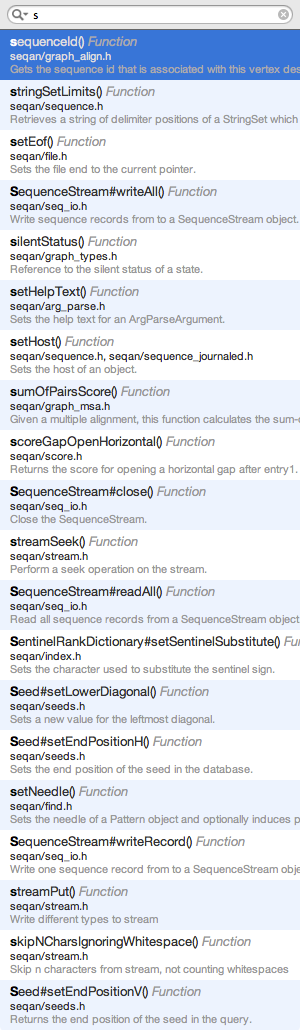 s
sequenceId() Function
seqan/graph_align.h
Gets the sequence id that is associated with this vertex des
stringSetLimits() Function
seqan/sequence.h
Retrieves a string of delimiter positions of a StringSet which
setEof() Function
seqan/file.h
Sets the file end to the current pointer.
SequenceStream#writeAll() Function
seqan/seq_io.h
Write sequence records from to a SequenceStream object.
silentStatus() Function
seqan/graph_types.h
Reference to the silent status of a state.
setHelpText() Function
seqan/arg_parse.h
Sets the help text for an ArgParseArgument.
setHost() Function
seqan/sequence.h, seqan/sequence_journaled.h
Sets the host of an object.
sumOfPairsScore() Function
seqan/graph_msa.h
Given a multiple alignment, this function calculates the sum-o
scoreGapOpenHorizontal() Function
seqan/score.h
Returns the score for opening a horizontal gap after entry1.
SequenceStream#close() Function
seqan/seq_io.h
Close the SequenceStream.
streamSeek() Function
seqan/stream.h
Perform a seek operation on the stream.
SequenceStream#readAll() Function
seqan/seq_io.h
Read all sequence records from a SequenceStream object
SentinelRankDictionary#setSentinelSubstitute() Fu
seqan/index.h
Sets the character used to substitute the sentinel sign.
Seed#setLowerDiagonal() Function
seqan/seeds.h
Sets a new value for the leftmost diagonal.
Seed#setEndPositionH() Function
seqan/seeds.h
Sets the end position of the seed in the database.
setNeedle() Function
seqan/find.h
Sets the needle of a Pattern object and optionally induces p
SequenceStream#writeRecord() Function
seqan/seq_io.h
Write one sequence record from to a SequenceStream obje
streamPut() Function
seqan/stream.h
Write different types to stream
skipNCharsIgnoringWhitespace() Function
seqan/stream.h
Skip n characters from stream, not counting whitespaces
Seed#setEndPositionV() Function
seqan/seeds.h
Returns the end position of the seed in the query.